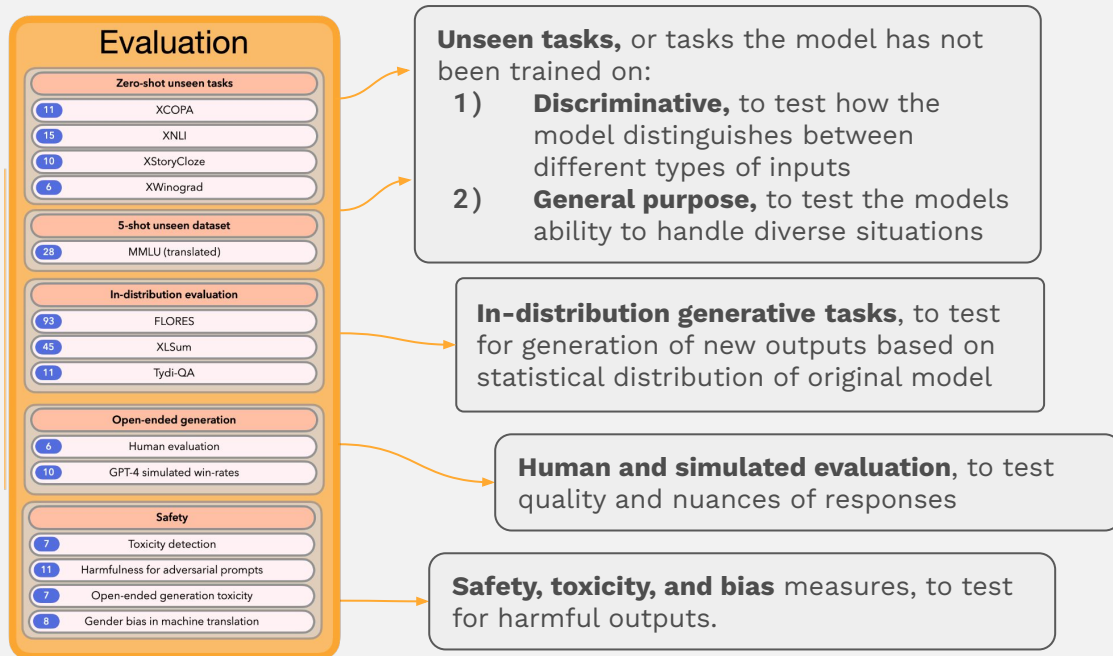 Evaluation
Zero-shot unseen tasks
11 XCOPA
15 XNLI
10 XStoryCloze
6 XWinograd
5-shot unseen dataset
28 MMLU (translated)
In-distribution evaluation
93 FLORES
45 XLSum
11 Tydi-QA
Open-ended generation
6 Human evaluation
10 GPT-4 simulated win-rates
Safety
7 Toxicity detection
11 Harmfulness for adversarial prompts
7 Open-ended generation toxicity
8 Gender bias in machine translation
Unseen tasks, or tasks the model has not
been trained on:
1) Discriminative, to test how the
model distinguishes between
different types of inputs
2) General purpose, to test the models
ability to handle diverse situations
In-distribution generative tasks, to test
for generation of new outputs based on
statistical distribution of original model
Human and simulated evaluation, to test
quality and nuances of responses
Safety, toxicity, and bias measures, to test
for harmful outputs.